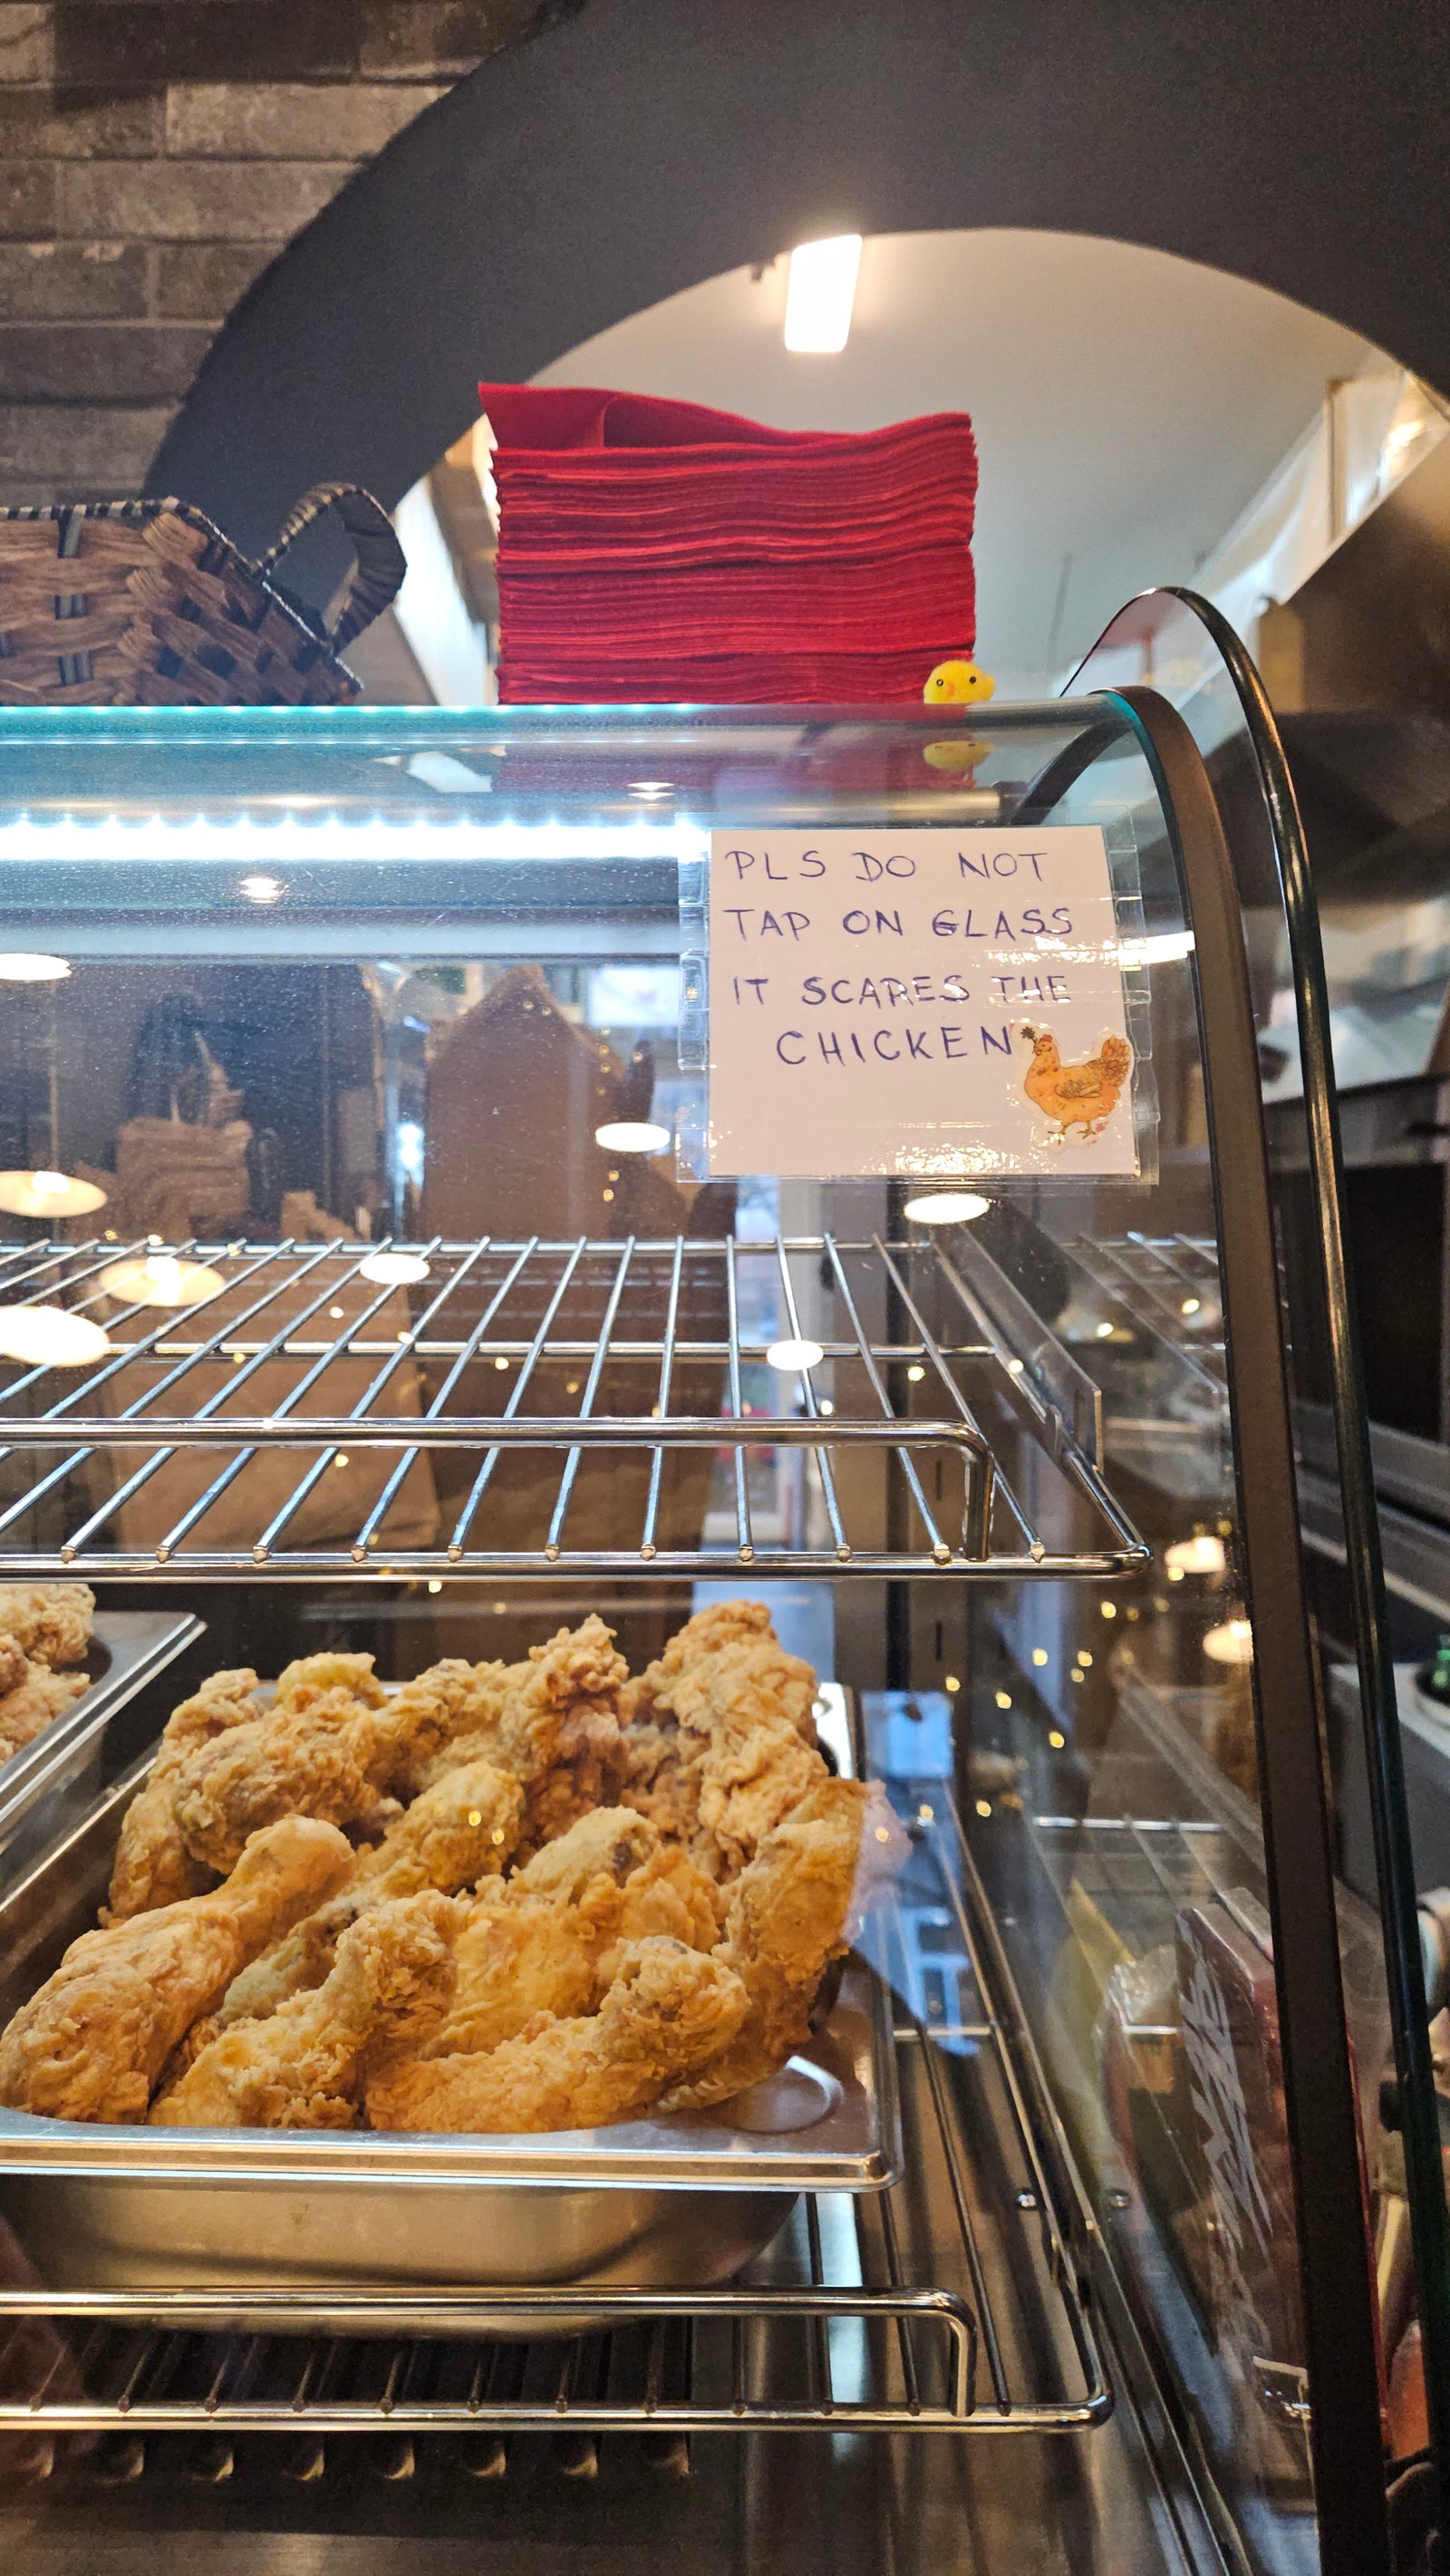 PLS DO NOT
TAP ON GLASS
IT SCARES THE
CHICKEN